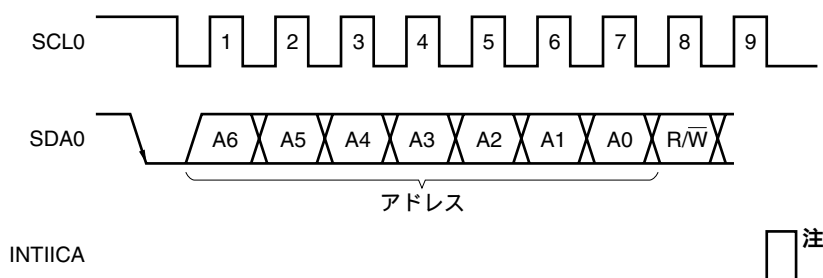 SCL0 1 2 3 4 5 6 7 8 9
SDA0 A6 A5 A4 A3 A2 A1 A0 R/W̅
アドレス
注
INTIICA